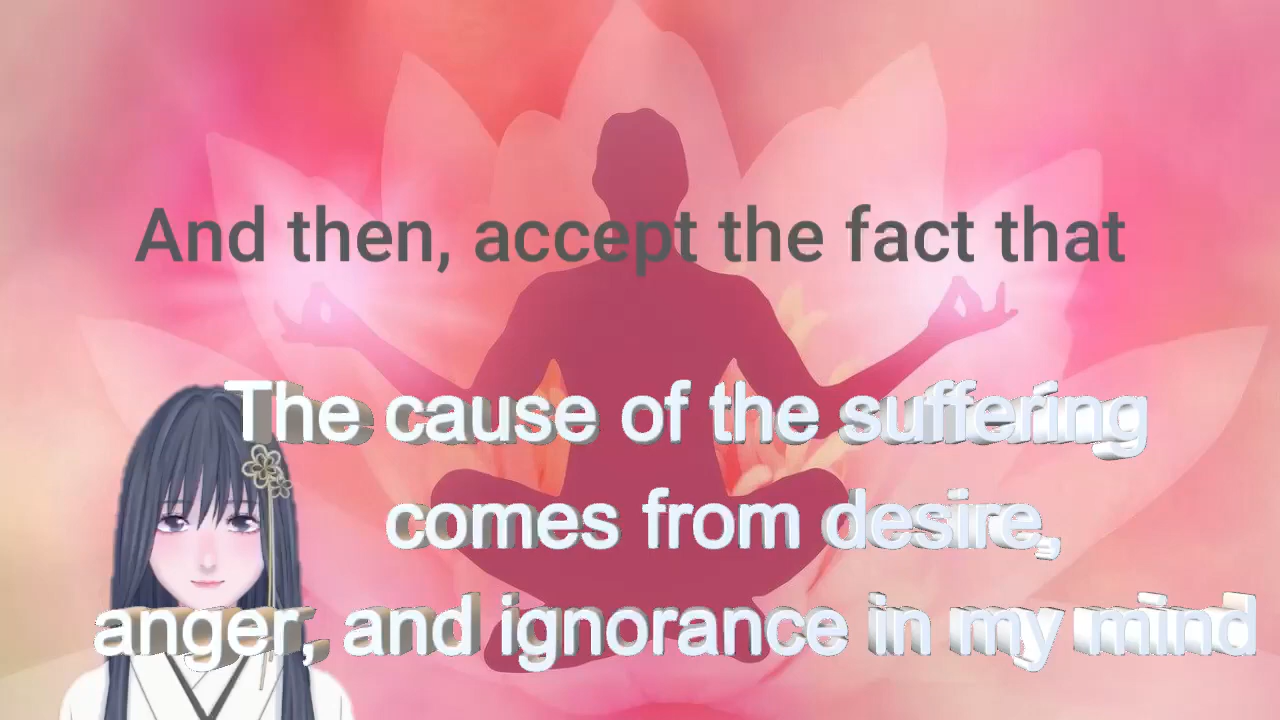 And then, accept the fact that
The cause of the suffering
comes from desire,
anger, and ignorance in my mind